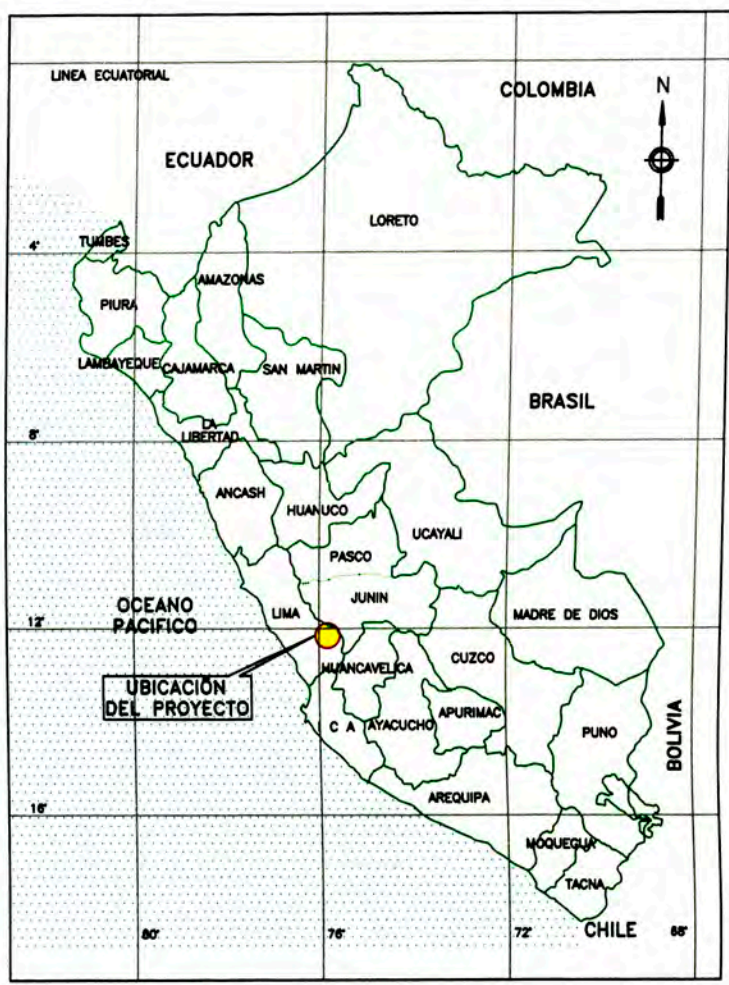 LINEA ECUATORIAL
COLOMBIA
N
ECUADOR
LORETO
TUMBES
4'
AMAZONAS
PIURA
LAMBAYEQUE
CAJAMARCA
SAN MARTIN
BRASIL
LA
LIBERTAD
8'
ANCASH
HUANUCO
UCAYALI
PASCO
JUNIN
OCEANO
PACIFICO
LIMA
MADRE DE DIOS
12'
HUANCAVELICA
CUZCO
UBICACIÓN
DEL PROYECTO
C A
AYACUCHO
APURIMAC
PUNO
BOLIVIA
AREQUIPA
16'
MOQUEGUA
TACNA
CHILE
80'
76'
72'
68'